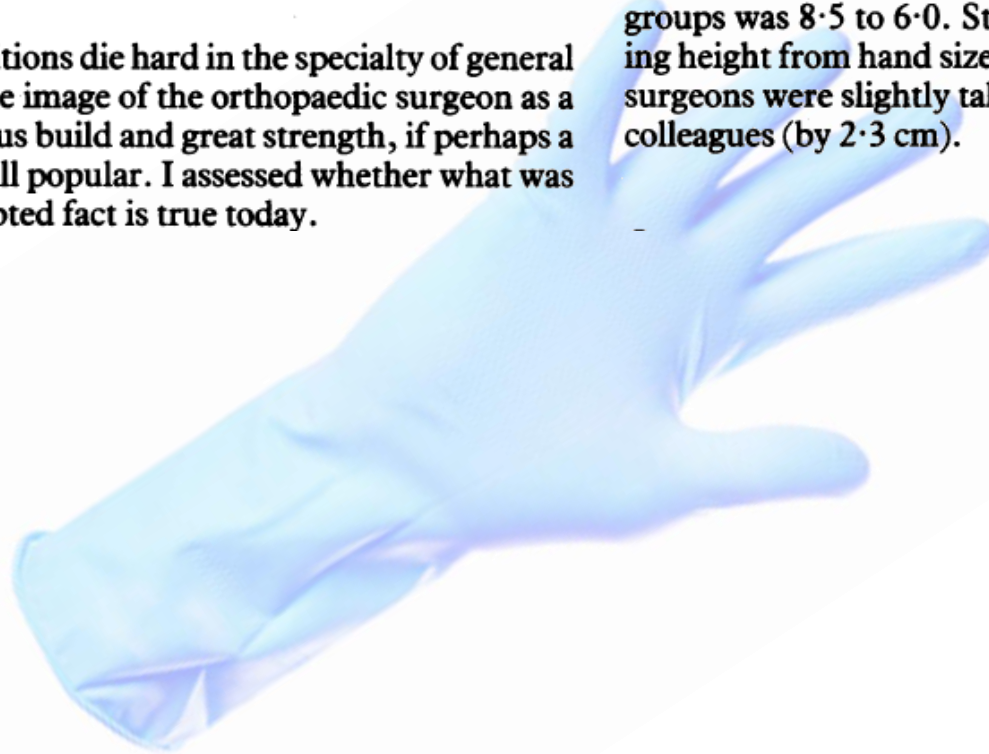 tions die hard in the specialty of general
e image of the orthopaedic surgeon as a
us build and great strength, if perhaps a
ll popular. I assessed whether what was
pted fact is true today.
groups was 8·5 to 6·0. St
ing height from hand size
surgeons were slightly tal
colleagues (by 2·3 cm).